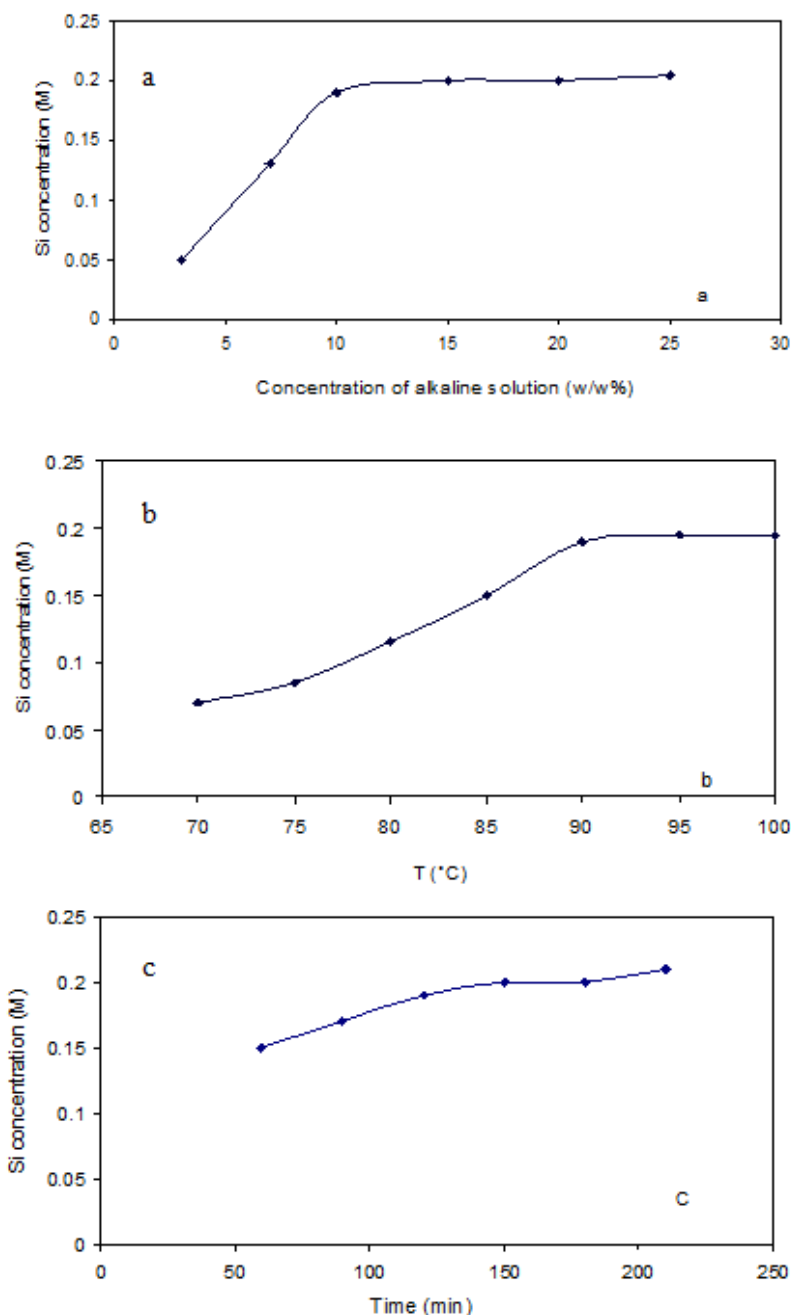 0.25
a
0.2
0.15
0.1
0.05
0
Si concentration (M)
a
0 5 10 15 20 25 30
Concentration of alkaline solution (w/w%)
0.25
b
0.2
0.15
0.1
0.05
0
Si concentration (M)
b
65 70 75 80 85 90 95 100
T (°C)
0.25
c
0.2
0.15
0.1
0.05
0
Si concentration (M)
C
0 50 100 150 200 250
Time (min)